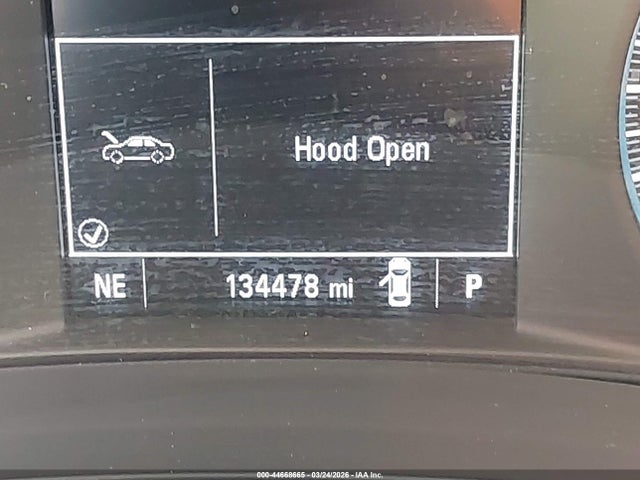 Hood Open
NE 134478 mi P
000-44668665 - 03/24/2026 - IAA Inc.